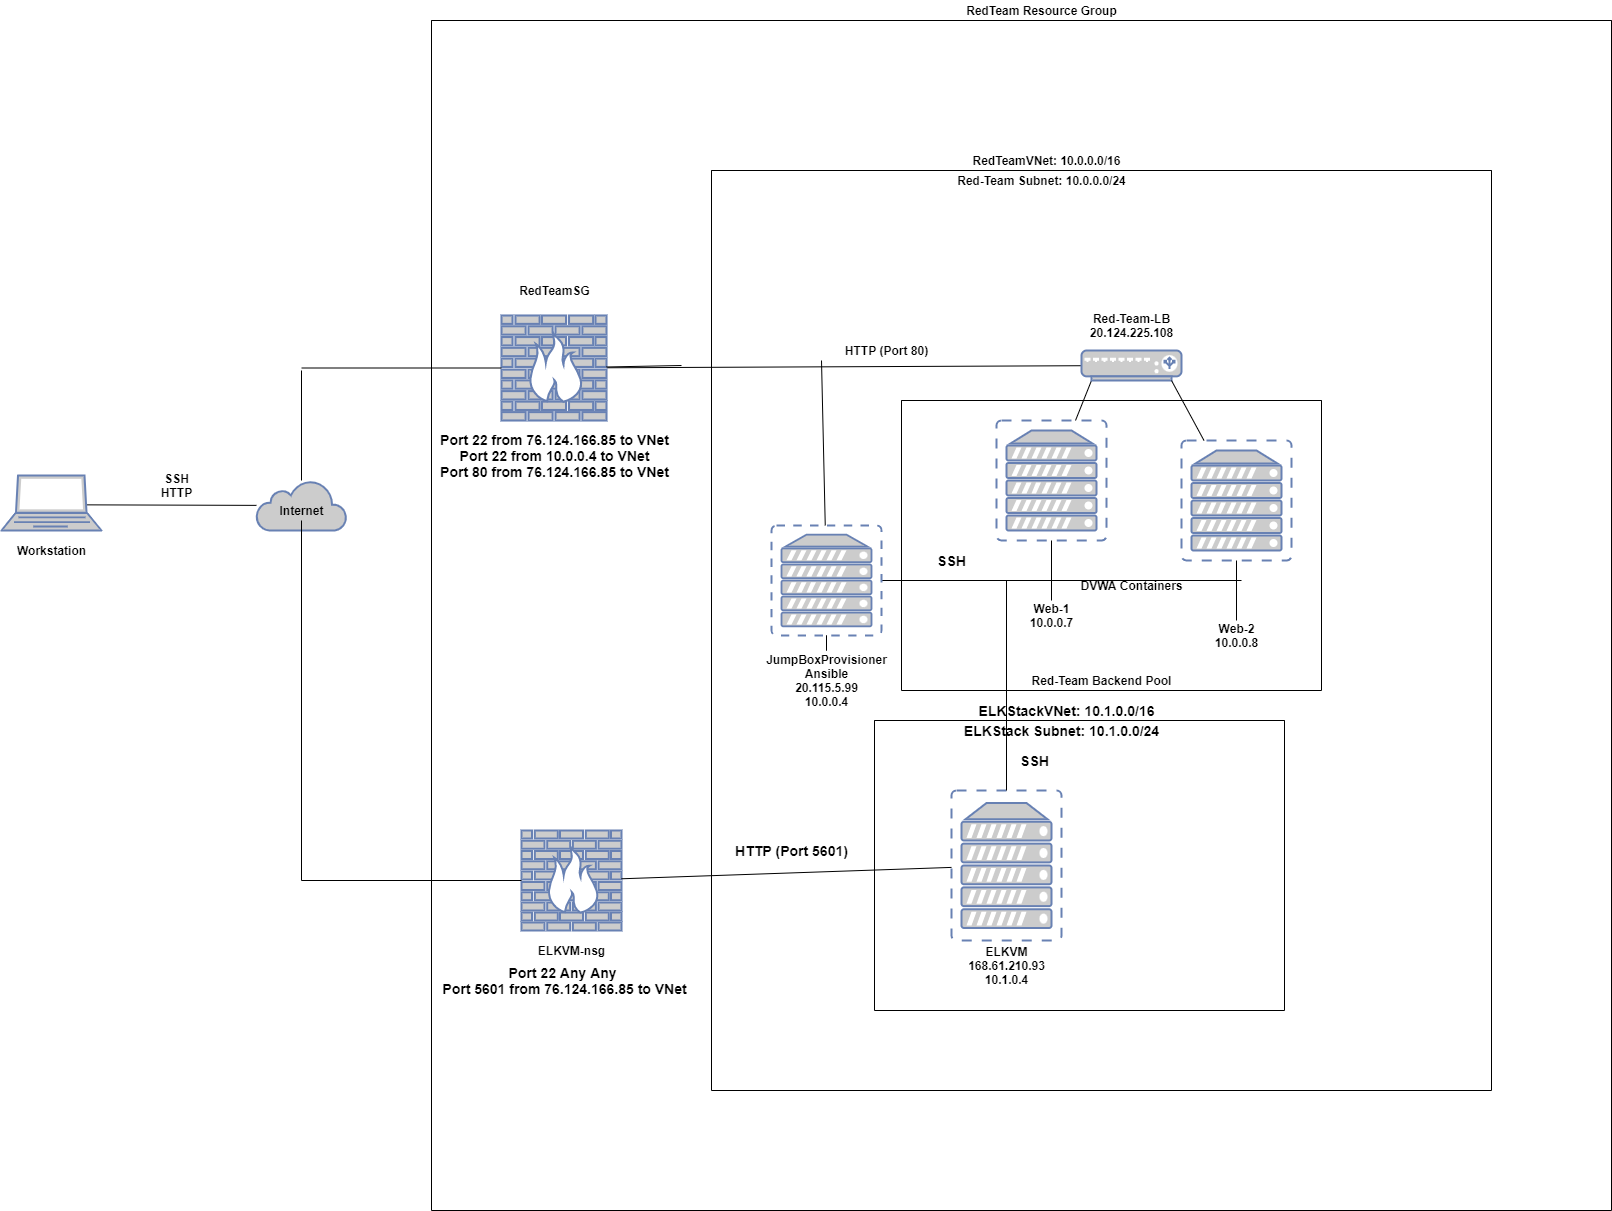 RedTeam Resource Group
RedTeamVNet: 10.0.0.0/16
Red-Team Subnet: 10.0.0.0/24
RedTeamSG
Port 22 from 76.124.166.85 to VNet
Port 22 from 10.0.0.4 to VNet
Port 80 from 76.124.166.85 to VNet
HTTP (Port 80)
Red-Team-LB
20.124.225.108
SSH
HTTP
Internet
Workstation
SSH
DVWA Containers
Web-1
10.0.0.7
Web-2
10.0.0.8
JumpBoxProvisioner
Ansible
20.115.5.99
10.0.0.4
Red-Team Backend Pool
ELKStackVNet: 10.1.0.0/16
ELKStack Subnet: 10.1.0.0/24
SSH
HTTP (Port 5601)
ELKVM-nsg
Port 22 Any Any
Port 5601 from 76.124.166.85 to VNet
ELKVM
168.61.210.93
10.1.0.4